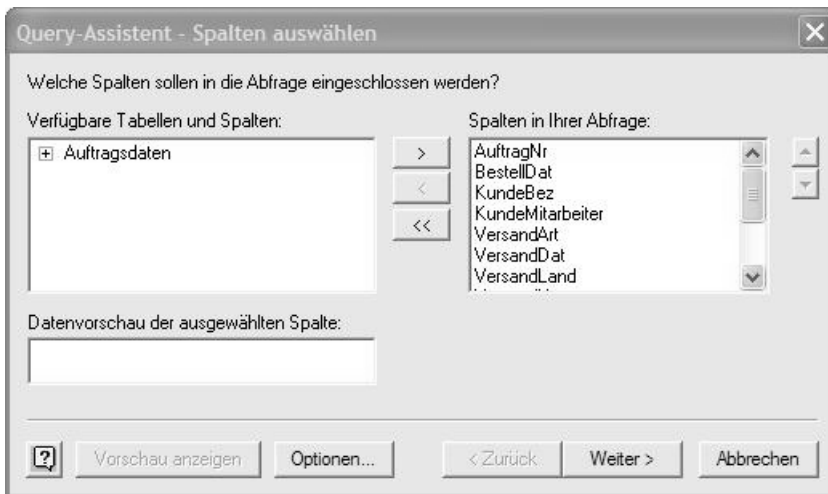 Query-Assistent - Spalten auswählen
Welche Spalten sollen in die Abfrage eingeschlossen werden?
Verfügbare Tabellen und Spalten:
Auftragsdaten
>
<
<<
Spalten in Ihrer Abfrage:
AuftragNr
BestellDat
KundeBez
KundeMitarbeiter
VersandArt
VersandDat
VersandLand
Datenvorschau der ausgewählten Spalte:
Vorschau anzeigen
Optionen...
< Zurück
Weiter >
Abbrechen